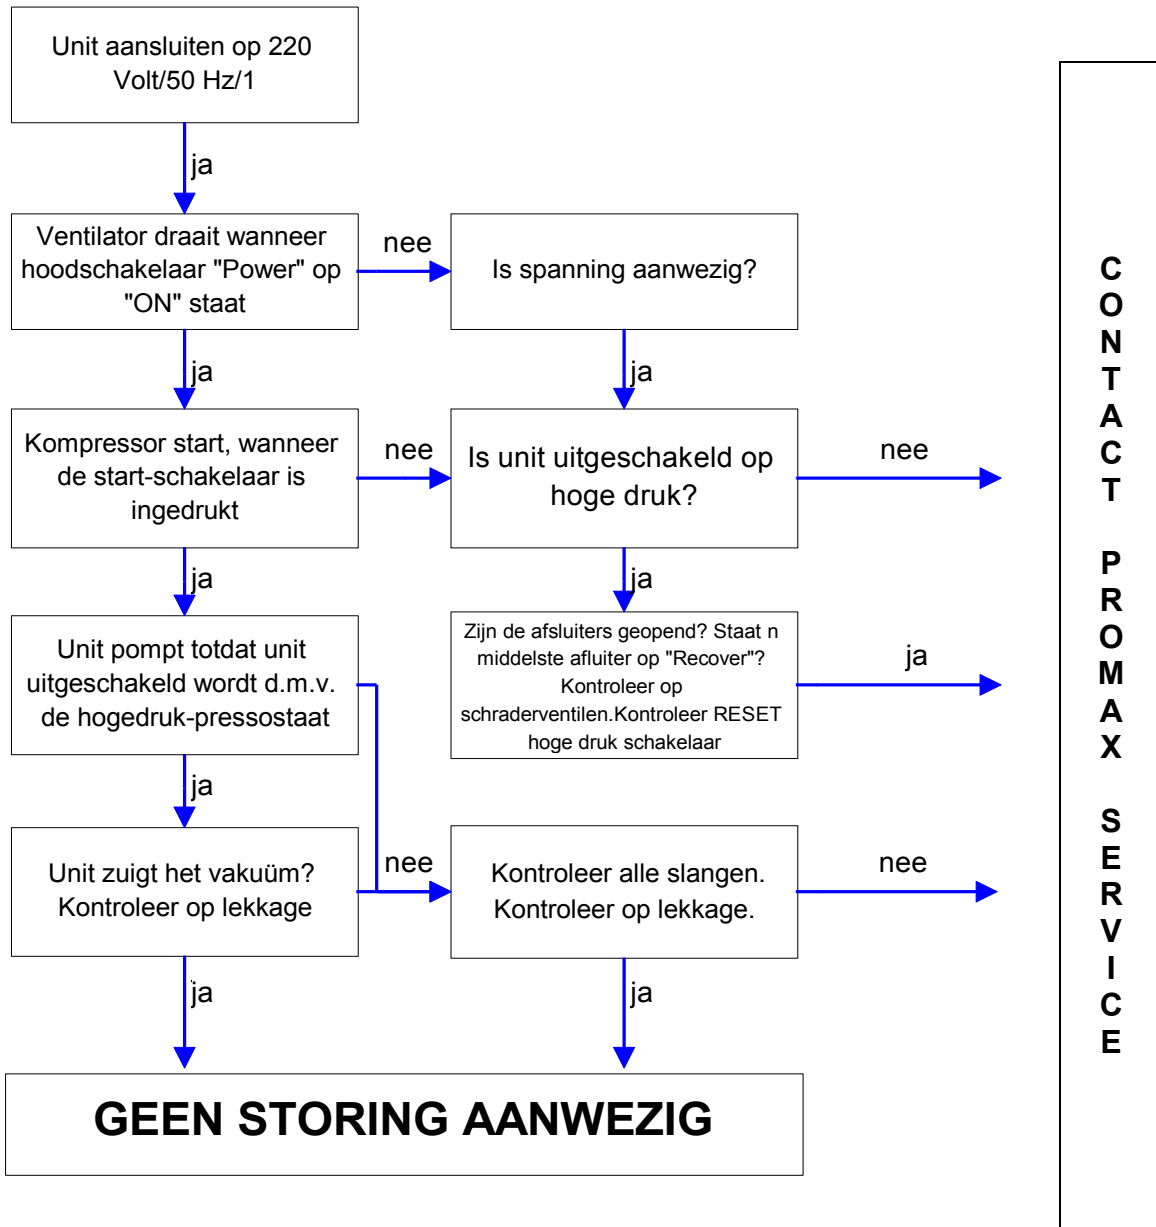 Unit aansluiten op 220
Volt/50 Hz/1
ja
Ventilator draait wanneer
hoodschakelaar "Power" op
"ON" staat
nee
Is spanning aanwezig?
ja
ja
Kompressor start, wanneer
de start-schakelaar is
ingedrukt
nee
Is unit uitgeschakeld op
hoge druk?
nee
ja
ja
Unit pompt totdat unit
uitgeschakeld wordt d.m.v.
de hogedruk-pressostaat
Zijn de afsluiters geopend? Staat n
middelste afluiter op "Recover"?
Kontroleer op
schraderventilen.Kontroleer RESET
hoge druk schakelaar
ja
ja
Unit zuigt het vakuüm?
Kontroleer op lekkage
nee
Kontroleer alle slangen.
Kontroleer op lekkage.
nee
ja
ja
GEEN STORING AANWEZIG
CONTACT PROMAX SERVICE